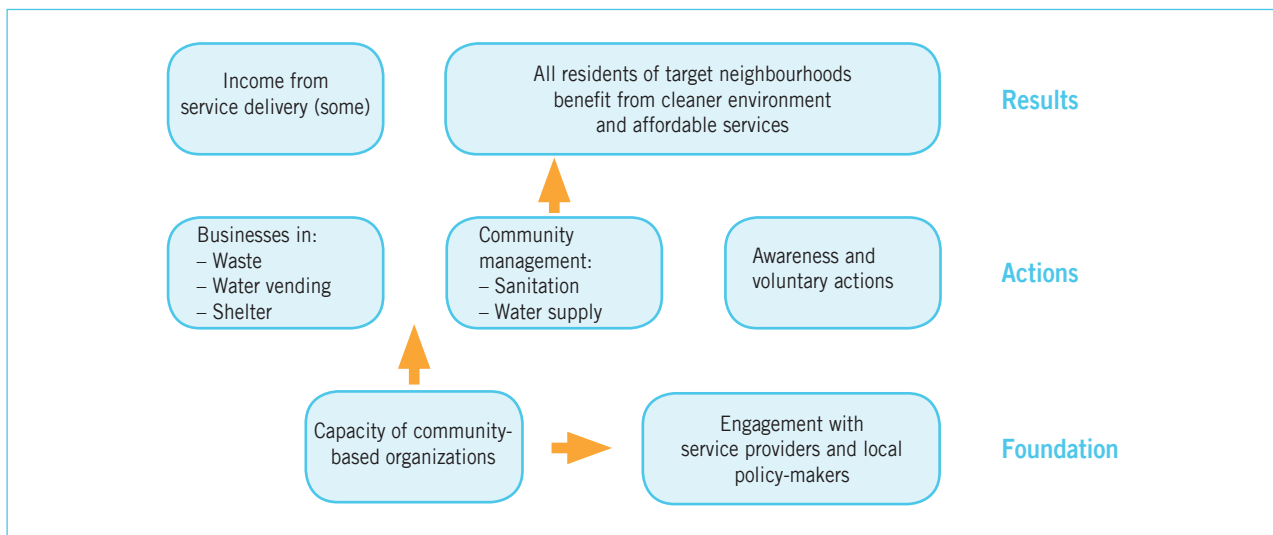 Income from
service delivery (some)
All residents of target neighbourhoods
benefit from cleaner environment
and affordable services
Results
Businesses in:
– Waste
– Water vending
– Shelter
Community
management:
– Sanitation
– Water supply
Awareness and
voluntary actions
Actions
Capacity of community-
based organizations
Engagement with
service providers and local
policy-makers
Foundation